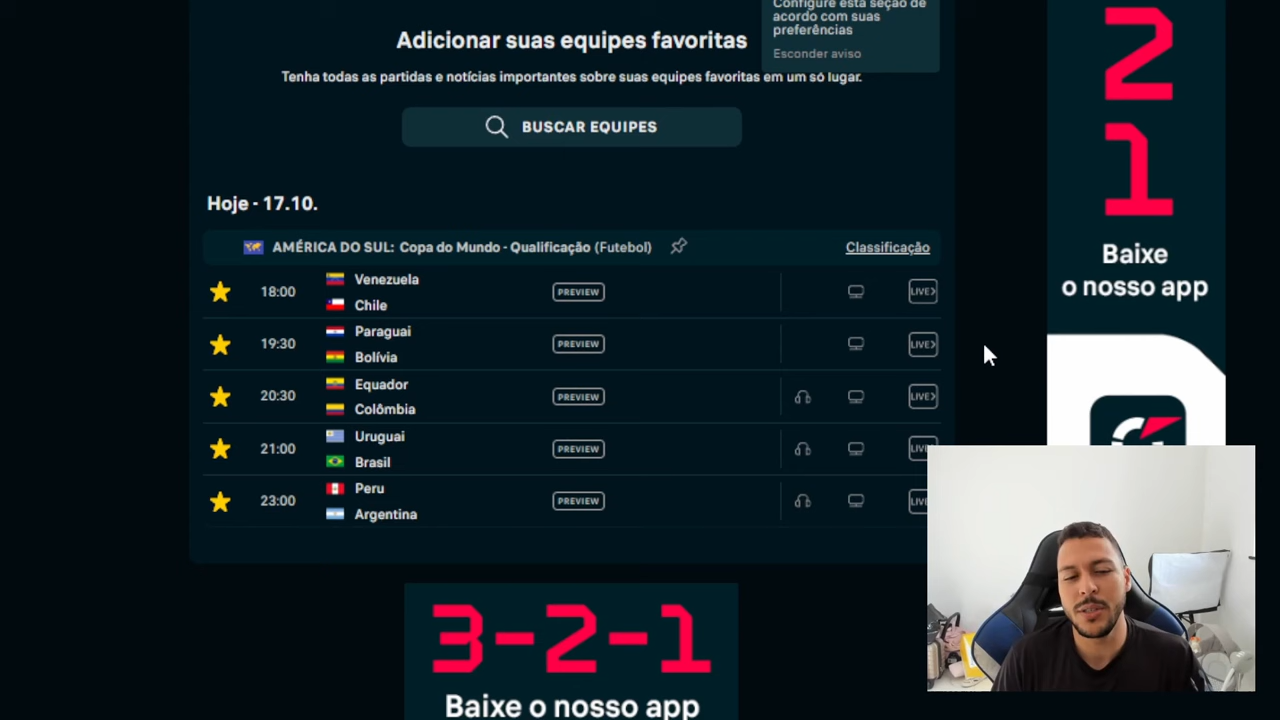 Configure esta seção de
acordo com suas
preferências
Esconder aviso
Adicionar suas equipes favoritas
Tenha todas as partidas e notícias importantes sobre suas equipes favoritas em um só lugar.
BUSCAR EQUIPES
Hoje - 17.10.
AMÉRICA DO SUL: Copa do Mundo - Qualificação (Futebol)
Classificação
18:00 Venezuela PREVIEW LIVE
Chile
19:30 Paraguai PREVIEW LIVE
Bolívia
20:30 Equador PREVIEW LIVE
Colômbia
21:00 Uruguai PREVIEW
Brasil
23:00 Peru PREVIEW
Argentina
3-2-1
Baixe o nosso app
2
1
Baixe
o nosso app